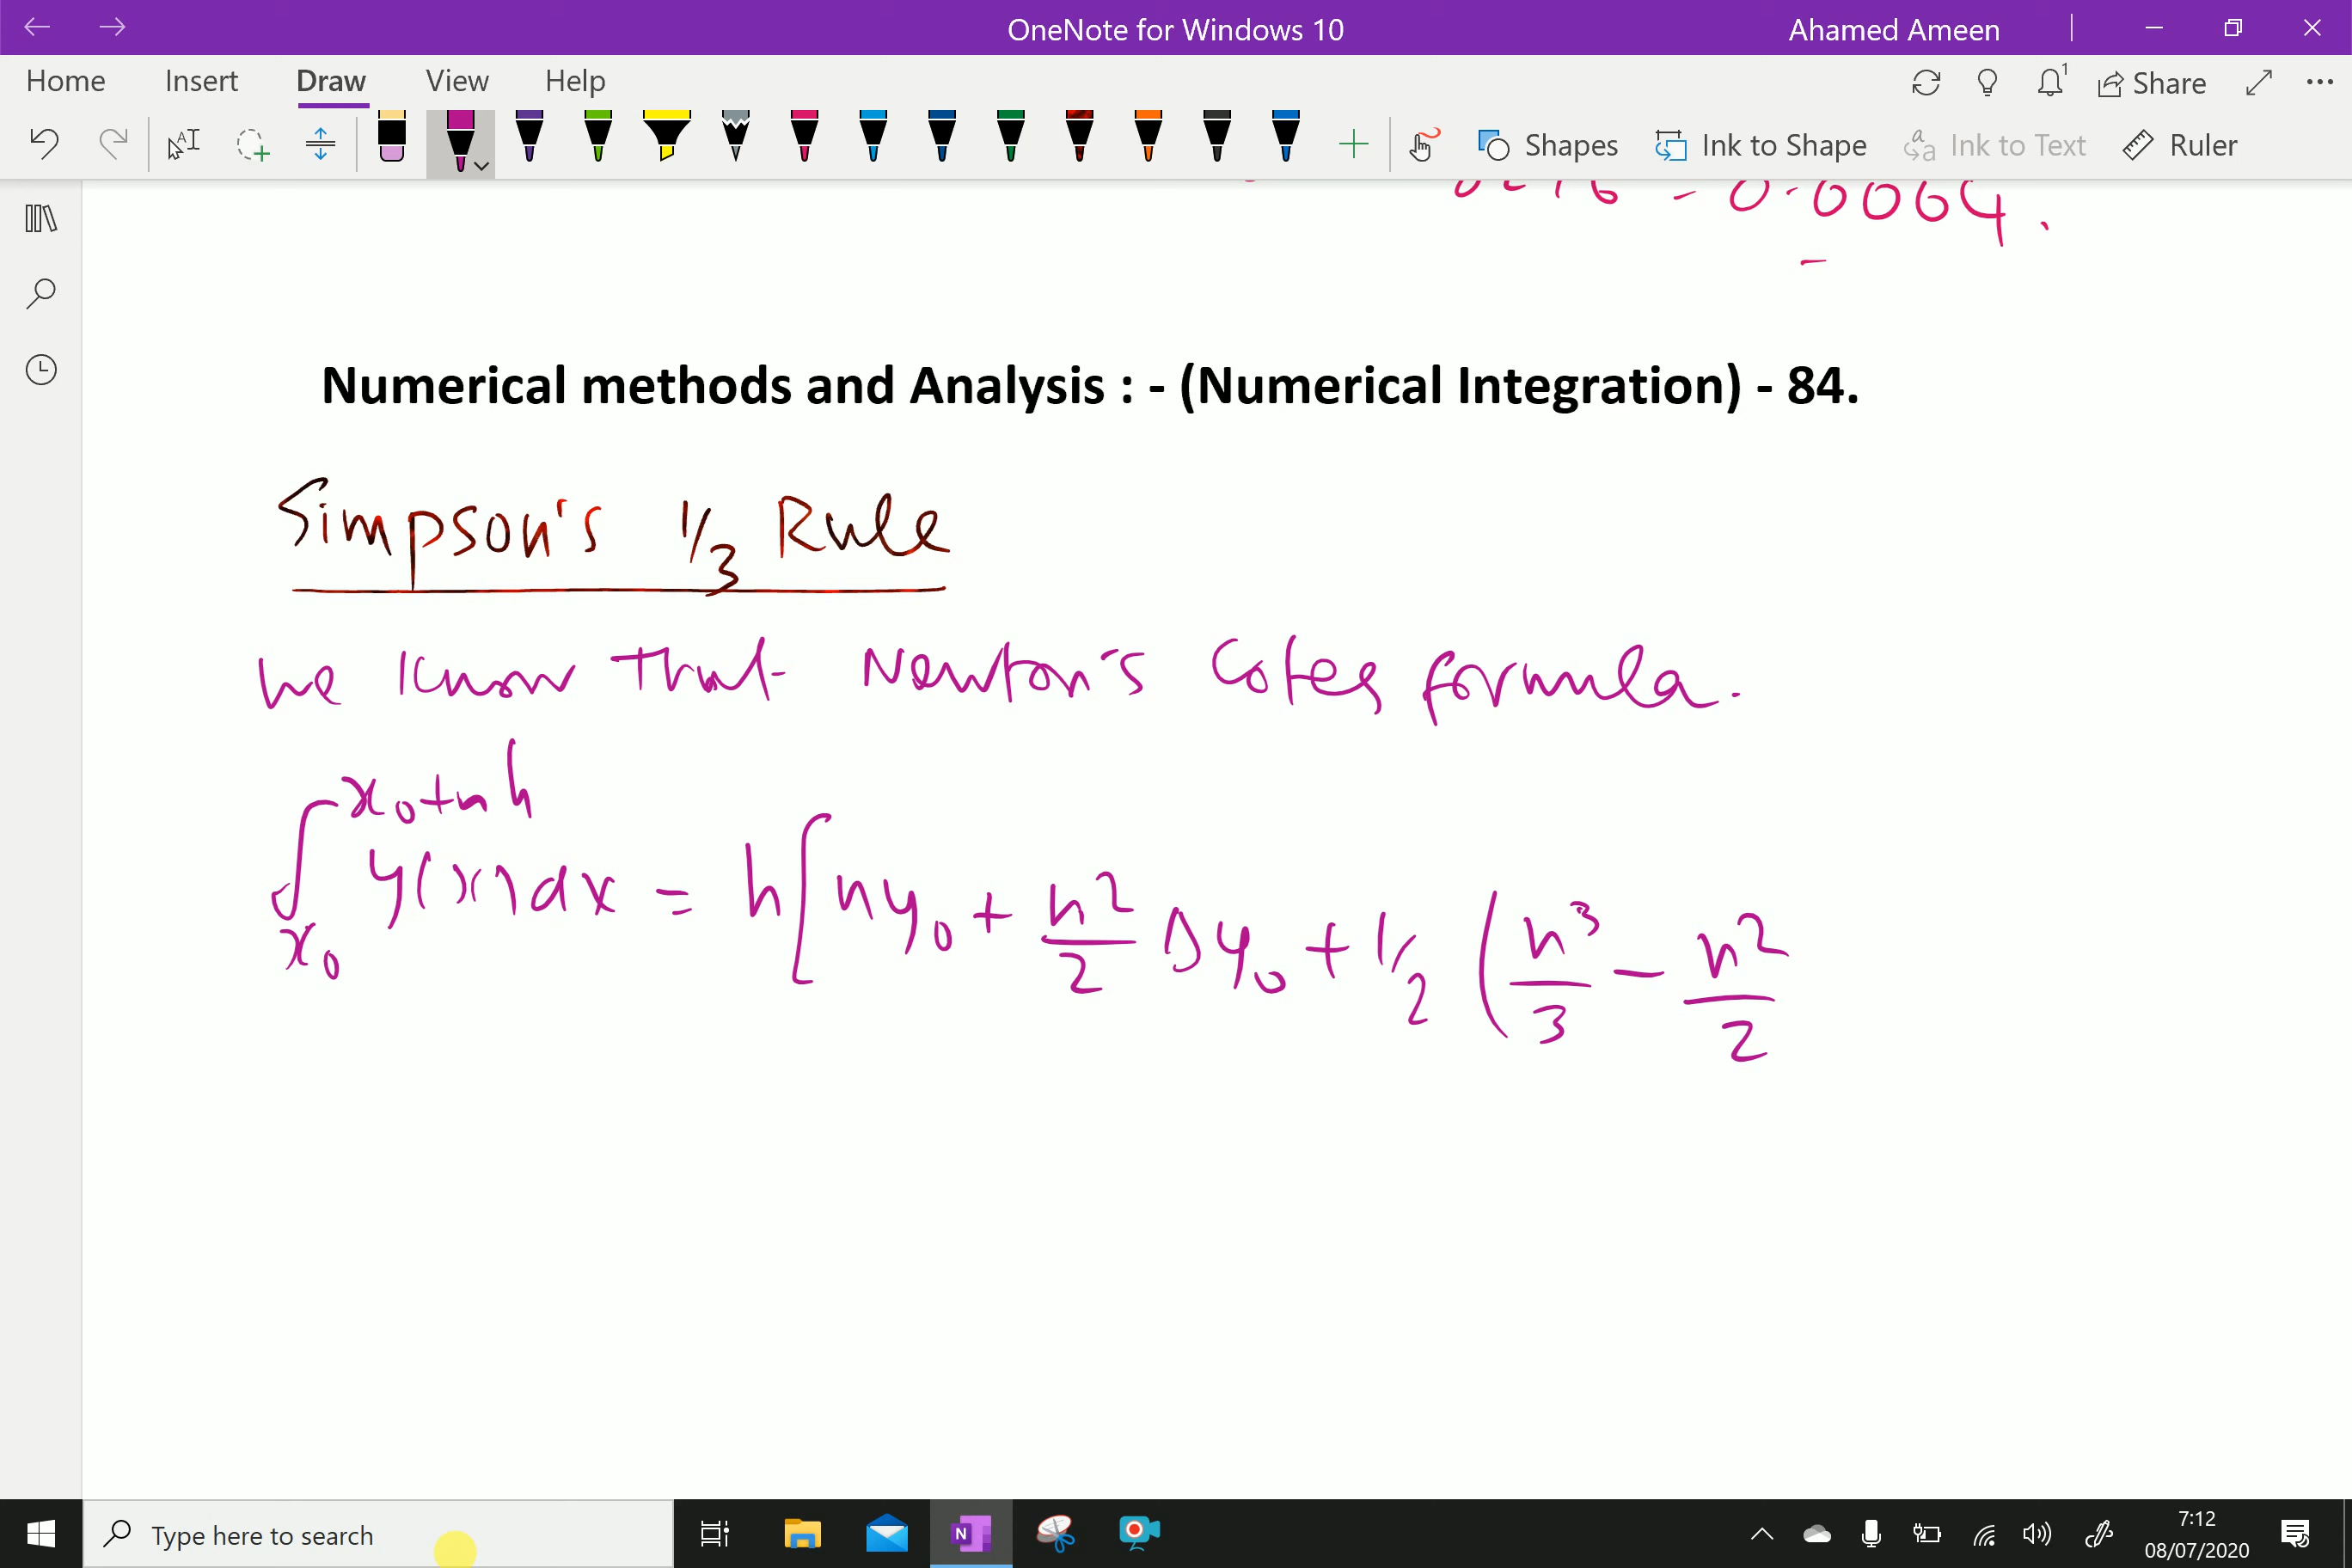 OneNote for Windows 10 Ahamed Ameen
Home Insert Draw View Help 1 Share
Shapes Ink to Shape Ink to Text Ruler
- 0.0064.
Numerical methods and Analysis : - (Numerical Integration) - 84.
Simpson's 1/3 Rule
We know that Newton's Cotes formula.
∫_{x₀}^{x₀+nh} y(x)dx = h[ny₀ + n²/2 Δy₀ + 1/2 (n³/3 − n²/2
Type here to search
7:12
08/07/2020